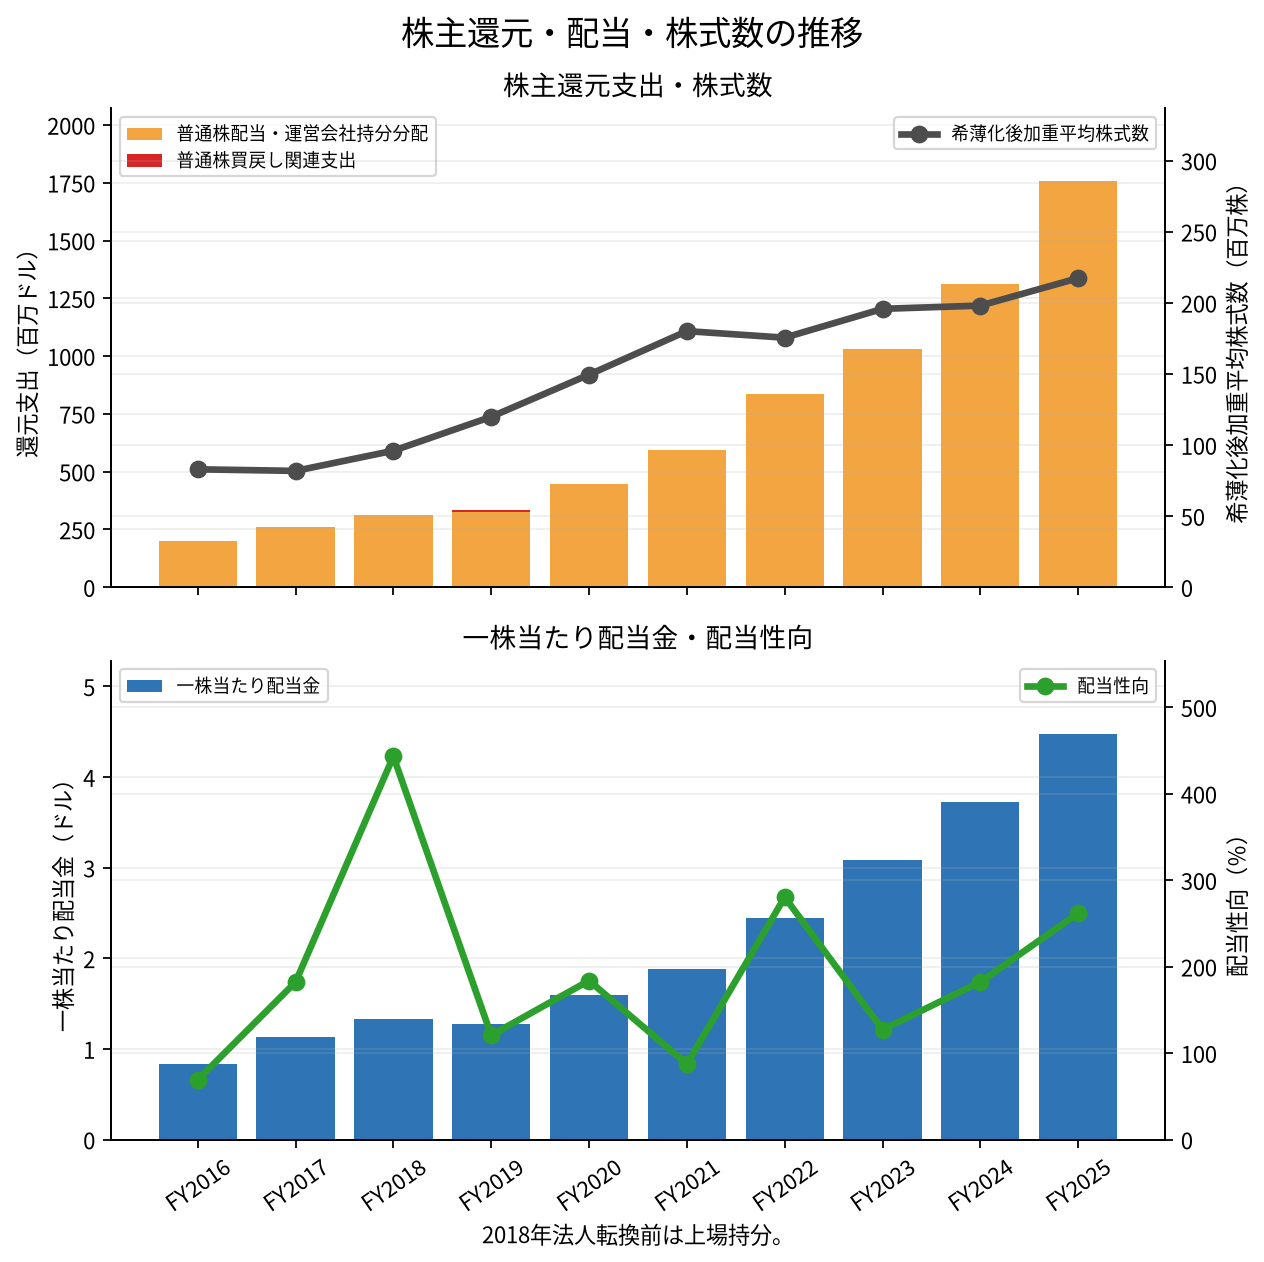 株主還元・配当・株式数の推移
株主還元支出・株式数
普通株配当・運営会社持分分配
普通株買戻し関連支出
希薄化後加重平均株式数
還元支出（百万ドル）
2000
1750
1500
1250
1000
750
500
250
0
300
250
200
150
100
50
0
希薄化後加重平均株式数（百万株）
一株当たり配当金・配当性向
一株当たり配当金
配当性向
一株当たり配当金（ドル）
5
4
3
2
1
0
500
400
300
200
100
0
配当性向（%）
FY2016
FY2017
FY2018
FY2019
FY2020
FY2021
FY2022
FY2023
FY2024
FY2025
2018年法人転換前は上場持分。